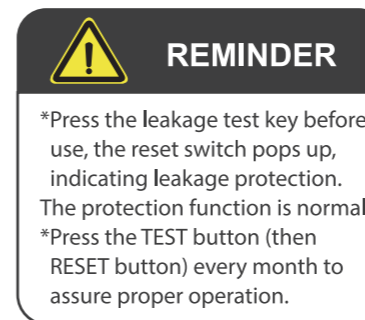 REMINDER
*Press the leakage test key before
use, the reset switch pops up,
indicating leakage protection.
The protection function is normal
*Press the TEST button (then
RESET button) every month to
assure proper operation.